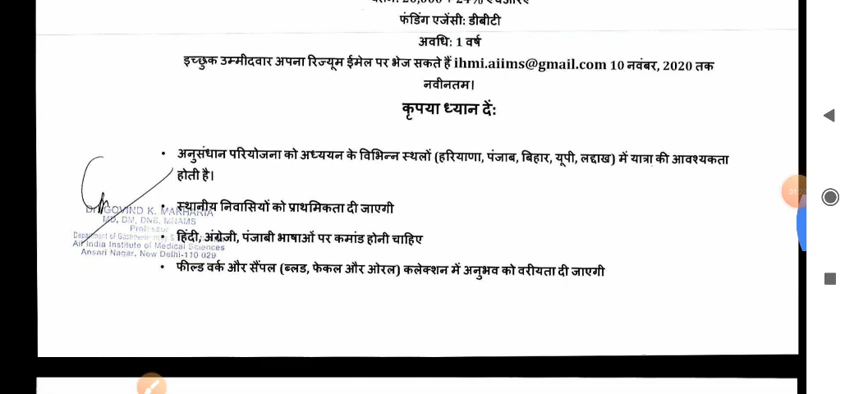 फंडिंग एजेंसी: डीबीटी
अवधि: 1 वर्ष
इच्छुक उम्मीदवार अपना रिज्यूम ईमेल पर भेज सकते हैं ihmi.aiims@gmail.com 10 नवंबर, 2020 तक
नवीनतम।
कृपया ध्यान दें:
• अनुसंधान परियोजना को अध्ययन के विभिन्न स्थलों (हरियाणा, पंजाब, बिहार, यूपी, लद्दाख) में यात्रा की आवश्यकता
होती है।
• स्थानीय निवासियों को प्राथमिकता दी जाएगी
• हिंदी, अंग्रेजी, पंजाबी भाषाओं पर कमांड होनी चाहिए
• फील्ड वर्क और सैंपल (ब्लड, फेकल और ओरल) कलेक्शन में अनुभव को वरीयता दी जाएगी
GOVIND K. MAKHARIA
MD, DM, DNB, MNAMS
Professor
Department of
All India Institute of Medical Sciences
Ansari Nagar, New Delhi-110 029